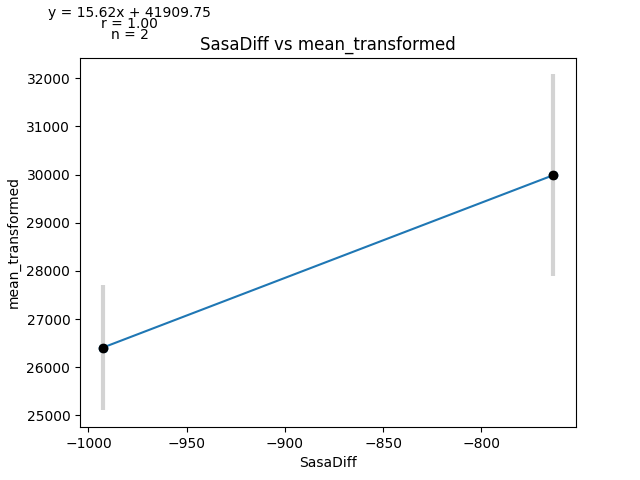 y = 15.62x + 41909.75
r = 1.00
n = 2
SasaDiff vs mean_transformed
32000
31000
30000
29000
28000
27000
26000
25000
mean_transformed
−1000
−950
−900
−850
−800
SasaDiff